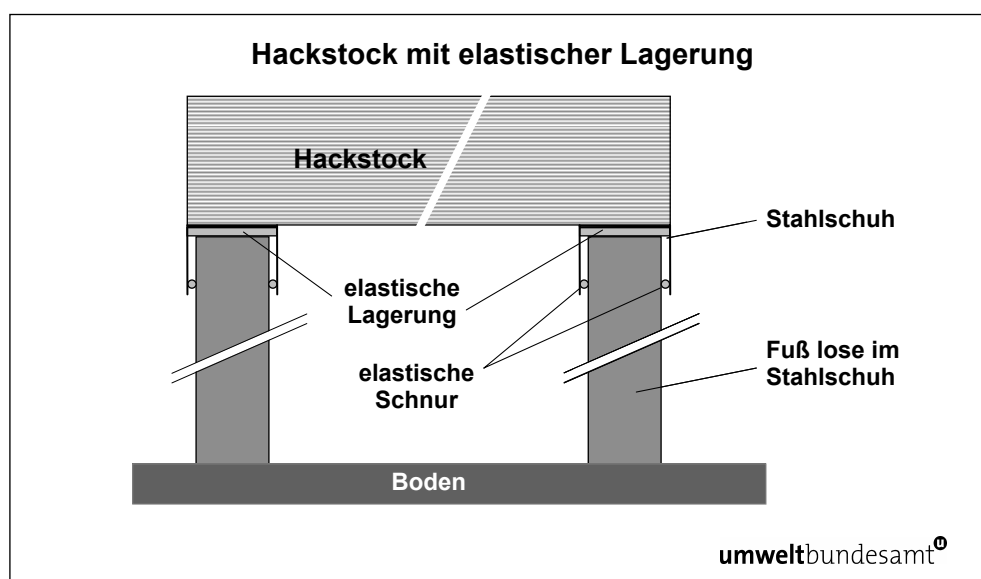 Hackstock mit elastischer Lagerung
Hackstock
Stahlschuh
elastische
Lagerung
Fuß lose im
Stahlschuh
elastische
Schnur
Boden
umweltbundesamt